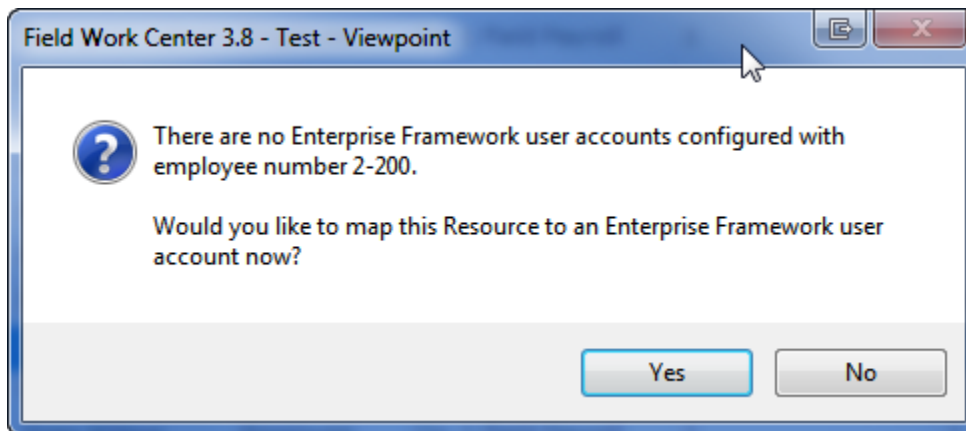 Field Work Center 3.8 - Test - Viewpoint
There are no Enterprise Framework user accounts configured with
employee number 2-200.
Would you like to map this Resource to an Enterprise Framework user
account now?
Yes
No